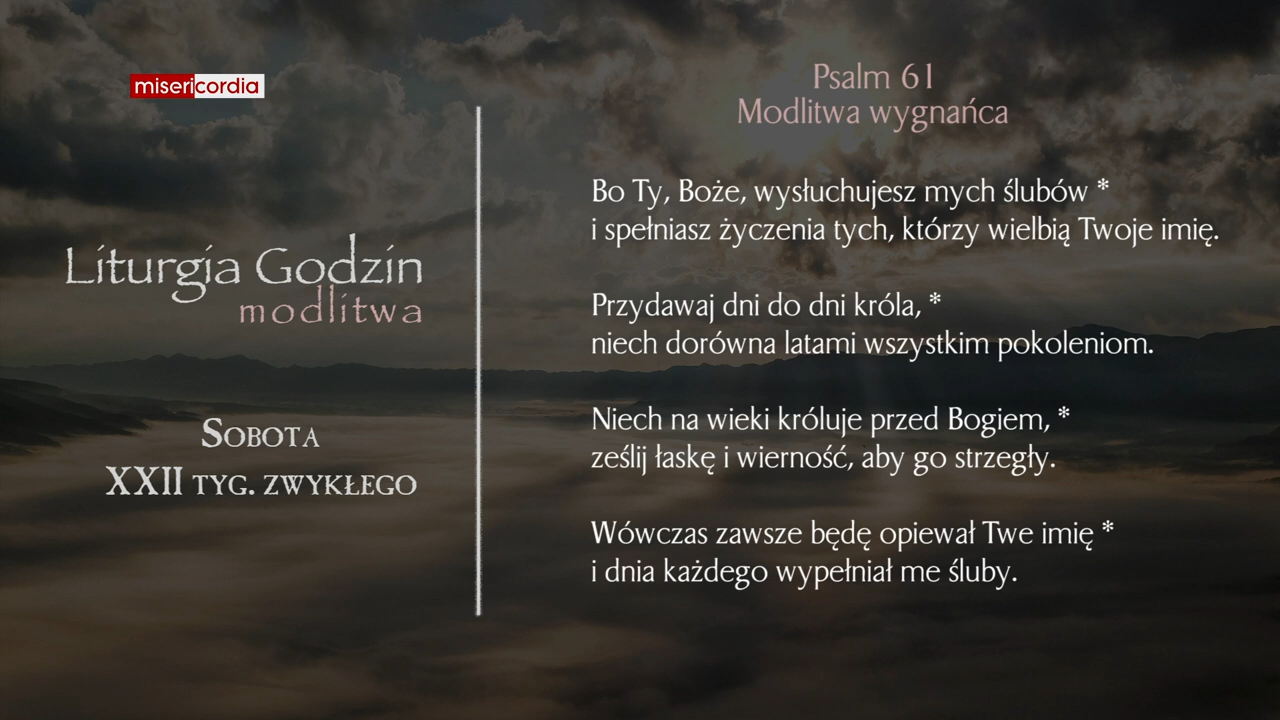 misericordia
Liturgia Godzin
modlitwa
SOBOTA
XXII TYG. ZWYKŁEGO
Psalm 61
Modlitwa wygnańca
Bo Ty, Boże, wysłuchujesz mych ślubów *
i spełniasz życzenia tych, którzy wielbią Twoje imię.
Przydawaj dni do dni króla, *
niech dorówna latami wszystkim pokoleniom.
Niech na wieki króluje przed Bogiem, *
ześlij łaskę i wierność, aby go strzegły.
Wówczas zawsze będę opiewał Twe imię *
i dnia każdego wypełniał me śluby.